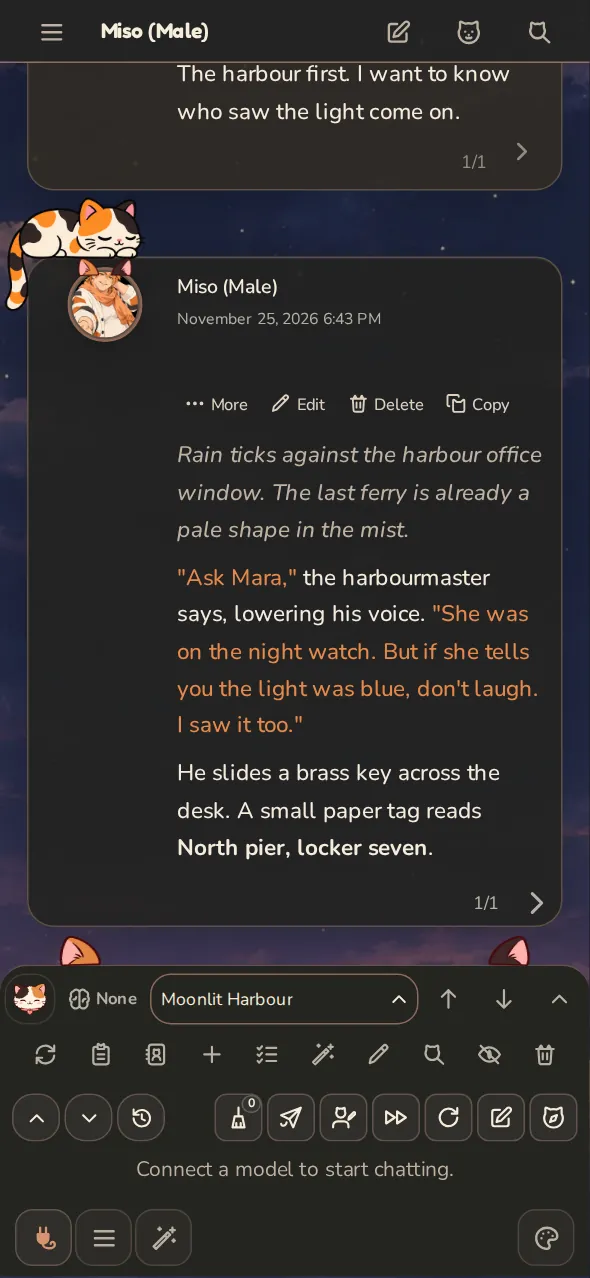 Miso (Male)
The harbour first. I want to know
who saw the light come on.
1/1
Miso (Male)
November 25, 2026 6:43 PM
More Edit Delete Copy
Rain ticks against the harbour office
window. The last ferry is already a
pale shape in the mist.
"Ask Mara," the harbourmaster
says, lowering his voice. "She was
on the night watch. But if she tells
you the light was blue, don't laugh.
I saw it too."
He slides a brass key across the
desk. A small paper tag reads
North pier, locker seven.
1/1
None Moonlit Harbour
0
Connect a model to start chatting.